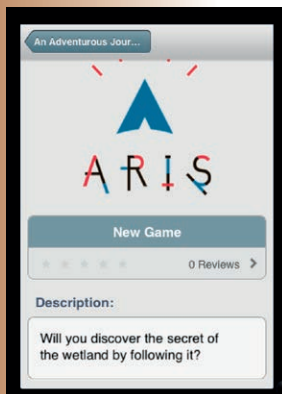 An Adventurous Jour...
ARIS
New Game
0 Reviews
Description:
Will you discover the secret of
the wetland by following it?